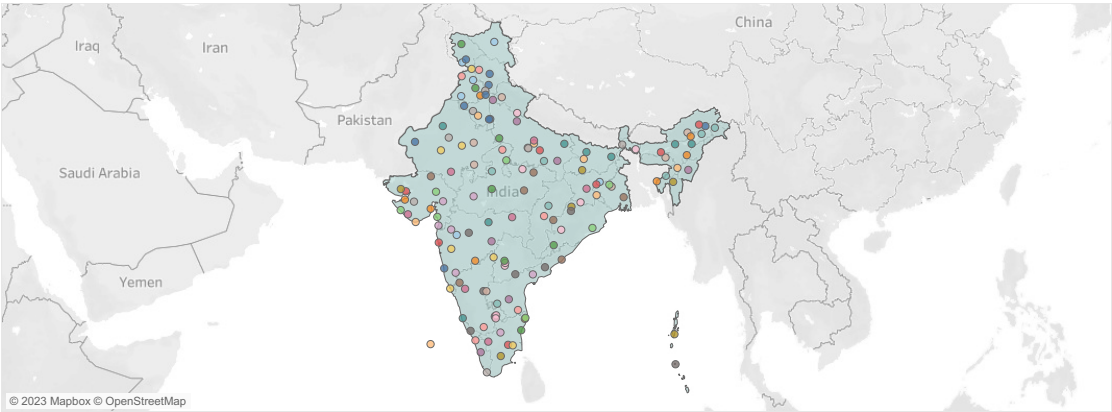 China
Iraq
Iran
Pakistan
Saudi Arabia
India
Yemen
© 2023 Mapbox © OpenStreetMap